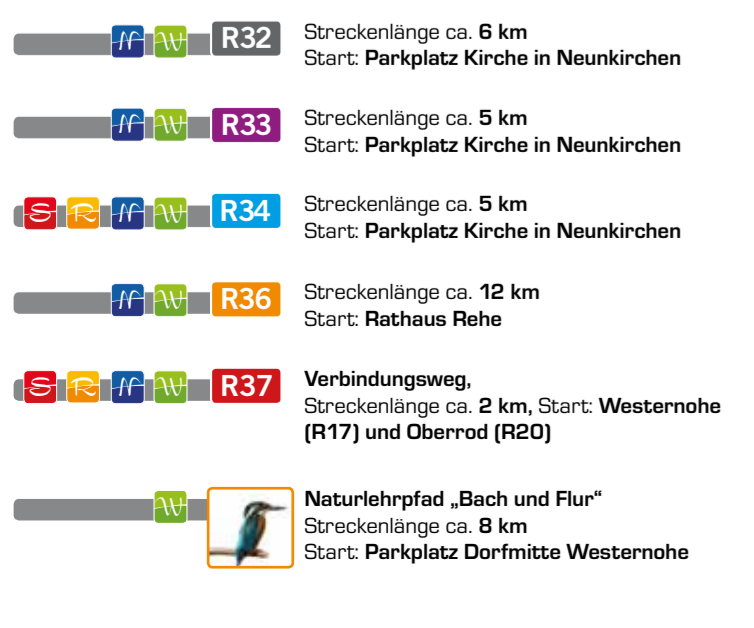 N W R32 Streckenlänge ca. 6 km
Start: Parkplatz Kirche in Neunkirchen
N W R33 Streckenlänge ca. 5 km
Start: Parkplatz Kirche in Neunkirchen
S R N W R34 Streckenlänge ca. 5 km
Start: Parkplatz Kirche in Neunkirchen
N W R36 Streckenlänge ca. 12 km
Start: Rathaus Rehe
S R N W R37 Verbindungsweg,
Streckenlänge ca. 2 km, Start: Westernohe
(R17) und Oberrod (R20)
W Naturlehrpfad „Bach und Flur“
Streckenlänge ca. 8 km
Start: Parkplatz Dorfmitte Westernohe